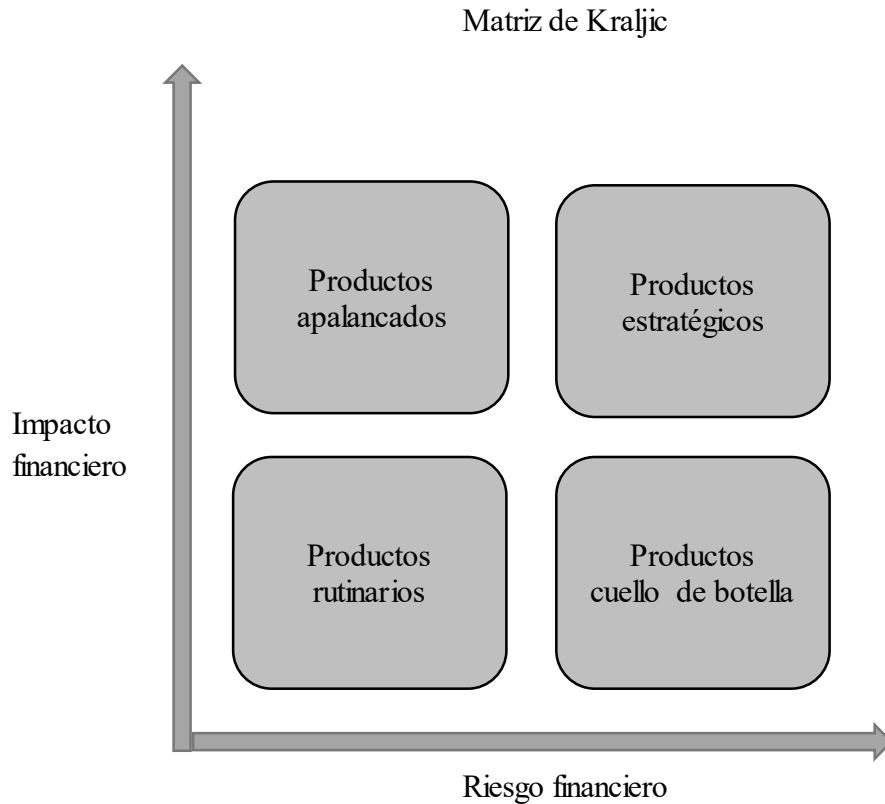 Matriz de Kraljic
Productos
apalancados
Productos
estratégicos
Impacto
financiero
Productos
rutinarios
Productos
cuello de botella
Riesgo financiero